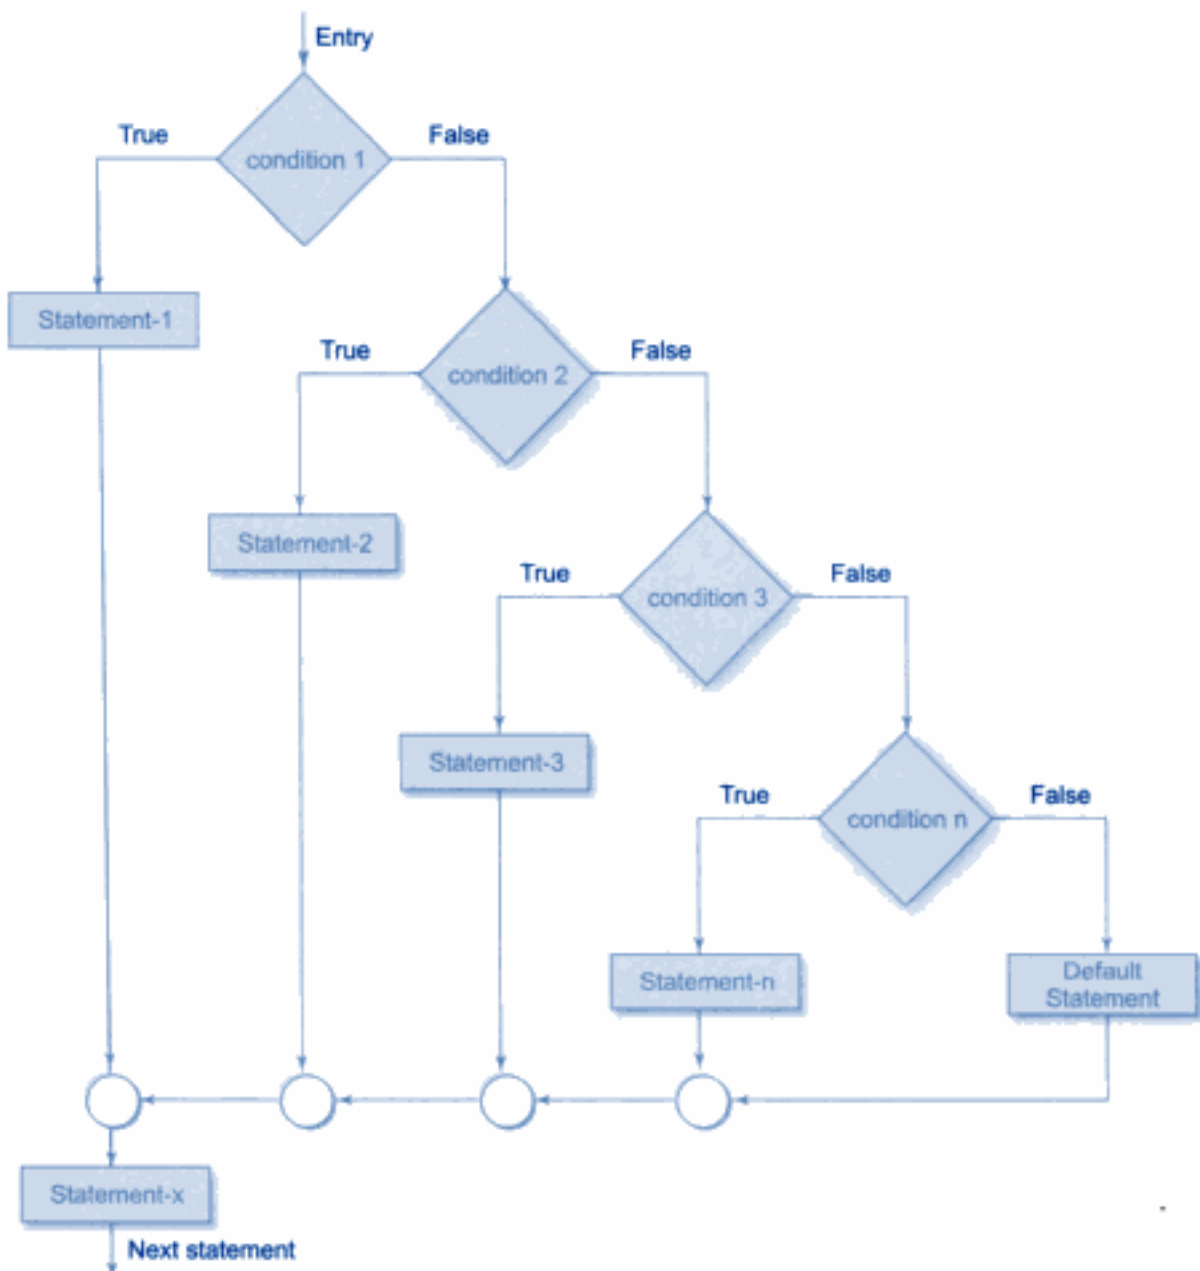 Entry
True
False
condition 1
Statement-1
True
False
condition 2
Statement-2
True
False
condition 3
Statement-3
True
False
condition n
Statement-n
Default
Statement
Statement-x
Next statement